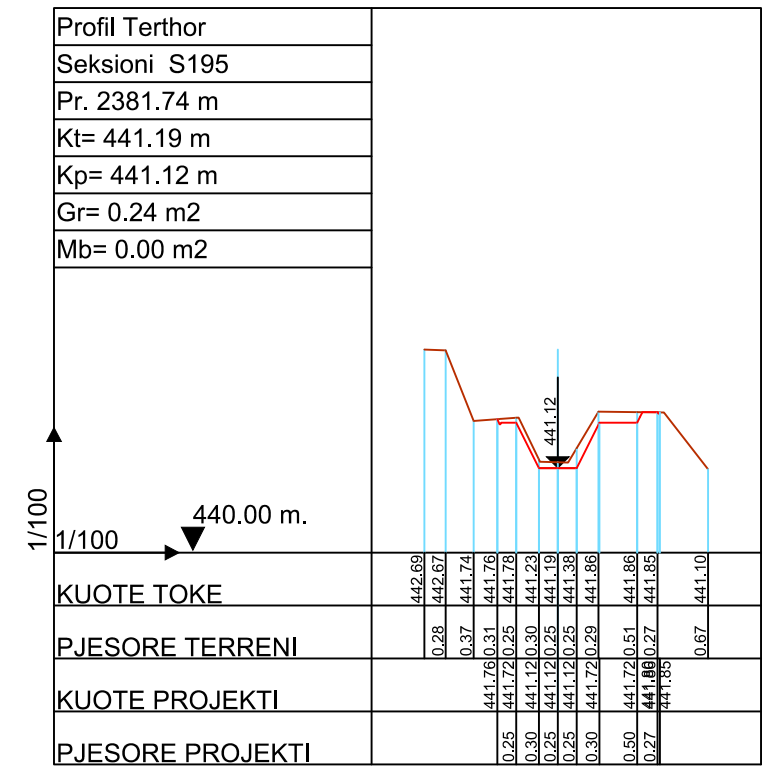 Profil Terthor
Seksioni S195
Pr. 2381.74 m
Kt= 441.19 m
Kp= 441.12 m
Gr= 0.24 m2
Mb= 0.00 m2
441.12
1/100
1/100
440.00 m.
KUOTE TOKE 442.69 442.67 441.74 441.76 441.78 441.23 441.19 441.38 441.86 441.86 441.85 441.10
PJESORE TERRENI 0.28 0.37 0.31 0.25 0.30 0.25 0.25 0.29 0.51 0.27 0.67
KUOTE PROJEKTI 441.76 441.72 441.12 441.12 441.12 441.72 441.72 441.85
PJESORE PROJEKTI 0.25 0.30 0.25 0.25 0.30 0.50 0.27